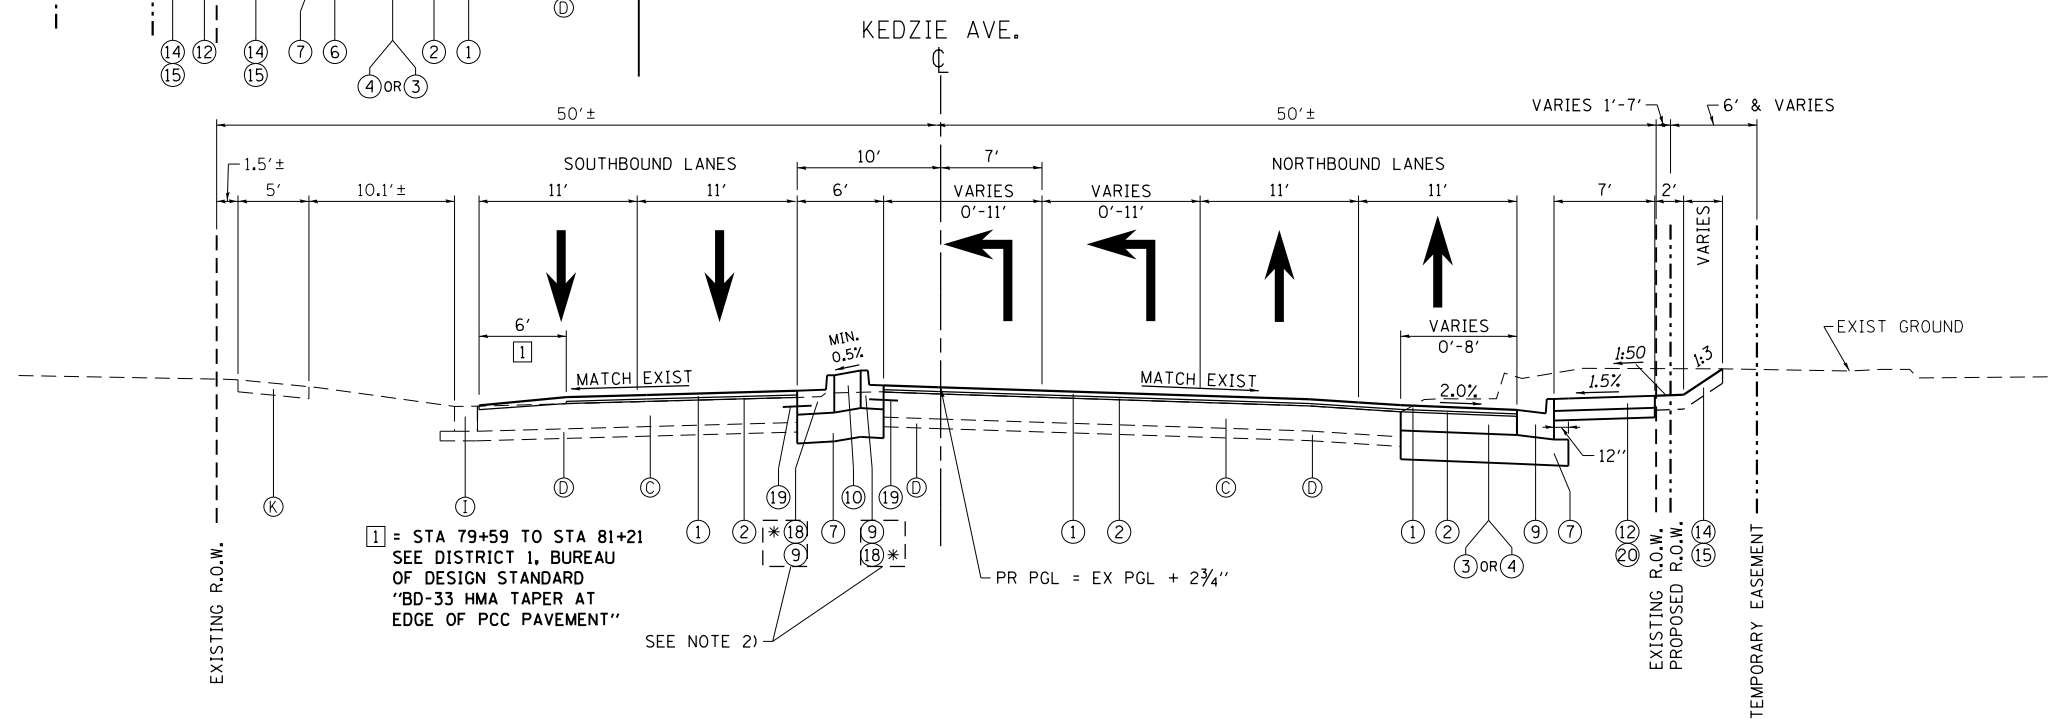 D
14
12
14
7
6
2
1
15
15
4 OR 3
KEDZIE AVE.
℄
50'±
50'±
VARIES 1'-7'
6' & VARIES
1.5'±
SOUTHBOUND LANES
10'
7'
NORTHBOUND LANES
5'
10.1'±
11'
11'
6'
VARIES
0'-11'
VARIES
0'-11'
11'
11'
7'
2'
VARIES
6'
1
MIN.
0.5%
VARIES
0'-8'
EXIST GROUND
MATCH EXIST
MATCH EXIST
2.0%
1:50
1.5%
1:3
12"
K
I
D
C
19
10
19
D
C
D
1
2
* 18
9
7
9
18 *
1
2
1
2
9
7
12
20
14
15
3 OR 4
1 = STA 79+59 TO STA 81+21
SEE DISTRICT 1, BUREAU
OF DESIGN STANDARD
"BD-33 HMA TAPER AT
EDGE OF PCC PAVEMENT"
PR PGL = EX PGL + 2¾"
SEE NOTE 2)
EXISTING R.O.W.
EXISTING R.O.W.
PROPOSED R.O.W.
TEMPORARY EASEMENT